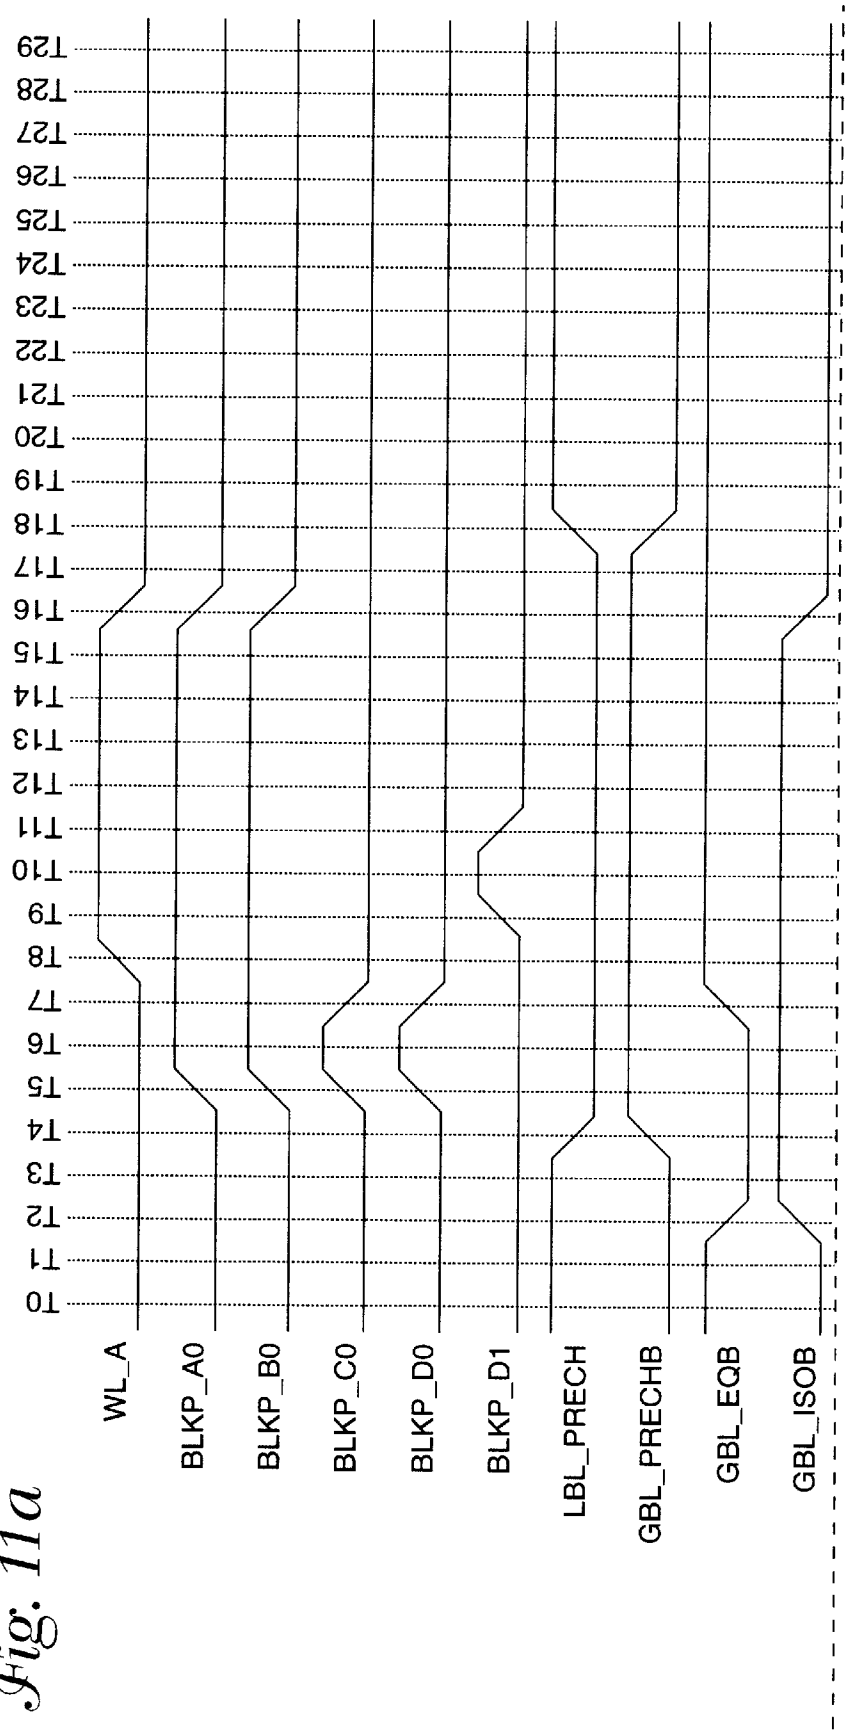 Fig. 11a
T0 T1 T2 T3 T4 T5 T6 T7 T8 T9 T10 T11 T12 T13 T14 T15 T16 T17 T18 T19 T20 T21 T22 T23 T24 T25 T26 T27 T28 T29
WL_A
BLKP_A0
BLKP_B0
BLKP_C0
BLKP_D0
BLKP_D1
LBL_PRECH
GBL_PRECHB
GBL_EQB
GBL_ISOB